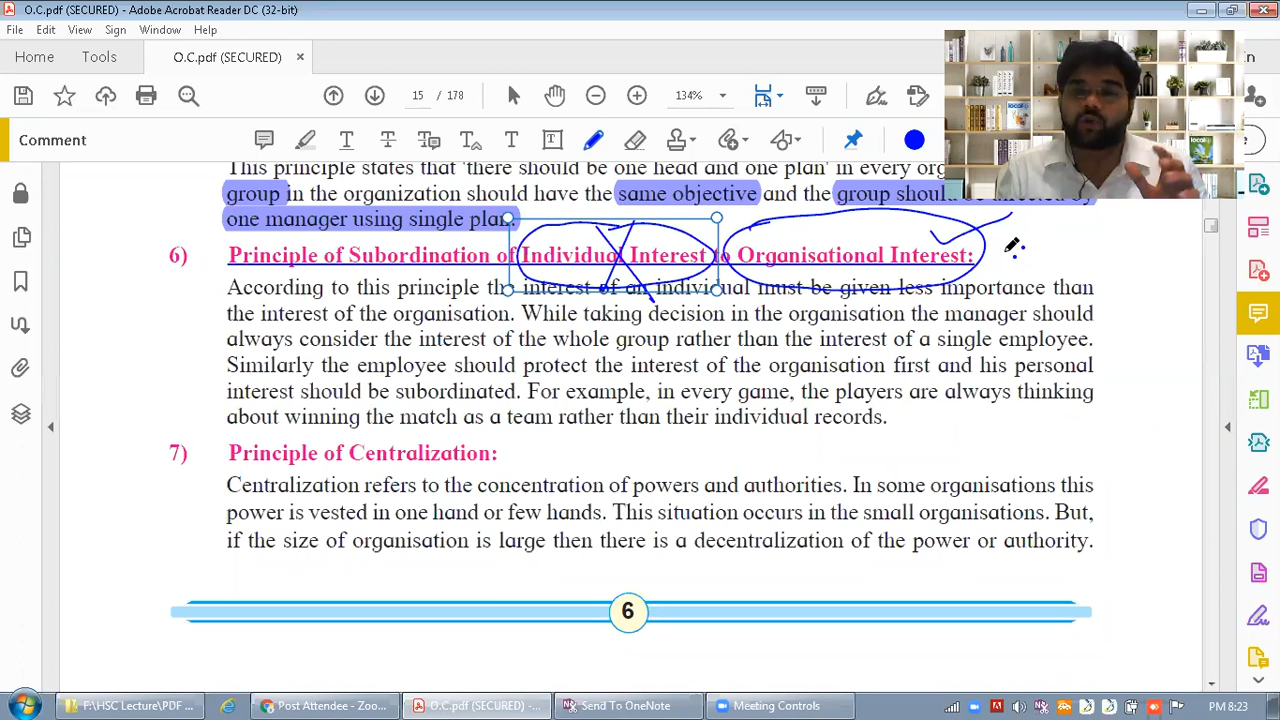 O.C.pdf (SECURED) - Adobe Acrobat Reader DC (32-bit)
File Edit View Sign Window Help
Home Tools O.C.pdf (SECURED) ×
15 / 178 134%
Comment
This principle states that 'there should be one head and one plan' in every
group in the organization should have the same objective and the group should be directed by
one manager using single plan.
6) Principle of Subordination of Individual Interest to Organisational Interest:
According to this principle the interest of an individual must be given less importance than
the interest of the organisation. While taking decision in the organisation the manager should
always consider the interest of the whole group rather than the interest of a single employee.
Similarly the employee should protect the interest of the organisation first and his personal
interest should be subordinated. For example, in every game, the players are always thinking
about winning the match as a team rather than their individual records.
7) Principle of Centralization:
Centralization refers to the concentration of powers and authorities. In some organisations this
power is vested in one hand or few hands. This situation occurs in the small organisations. But,
if the size of organisation is large then there is a decentralization of the power or authority.
6
F:\HSC Lecture\PDF ... Post Attendee - Zoo... O.C.pdf (SECURED) - ... Send To OneNote Meeting Controls PM 8:23